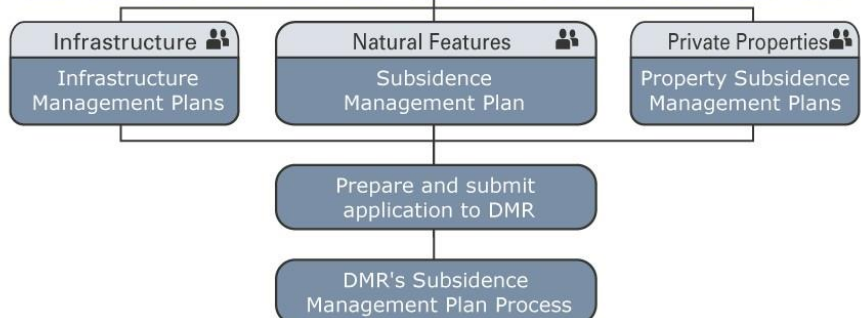 Infrastructure
Infrastructure
Management Plans
Natural Features
Subsidence
Management Plan
Private Properties
Property Subsidence
Management Plans
Prepare and submit
application to DMR
DMR's Subsidence
Management Plan Process